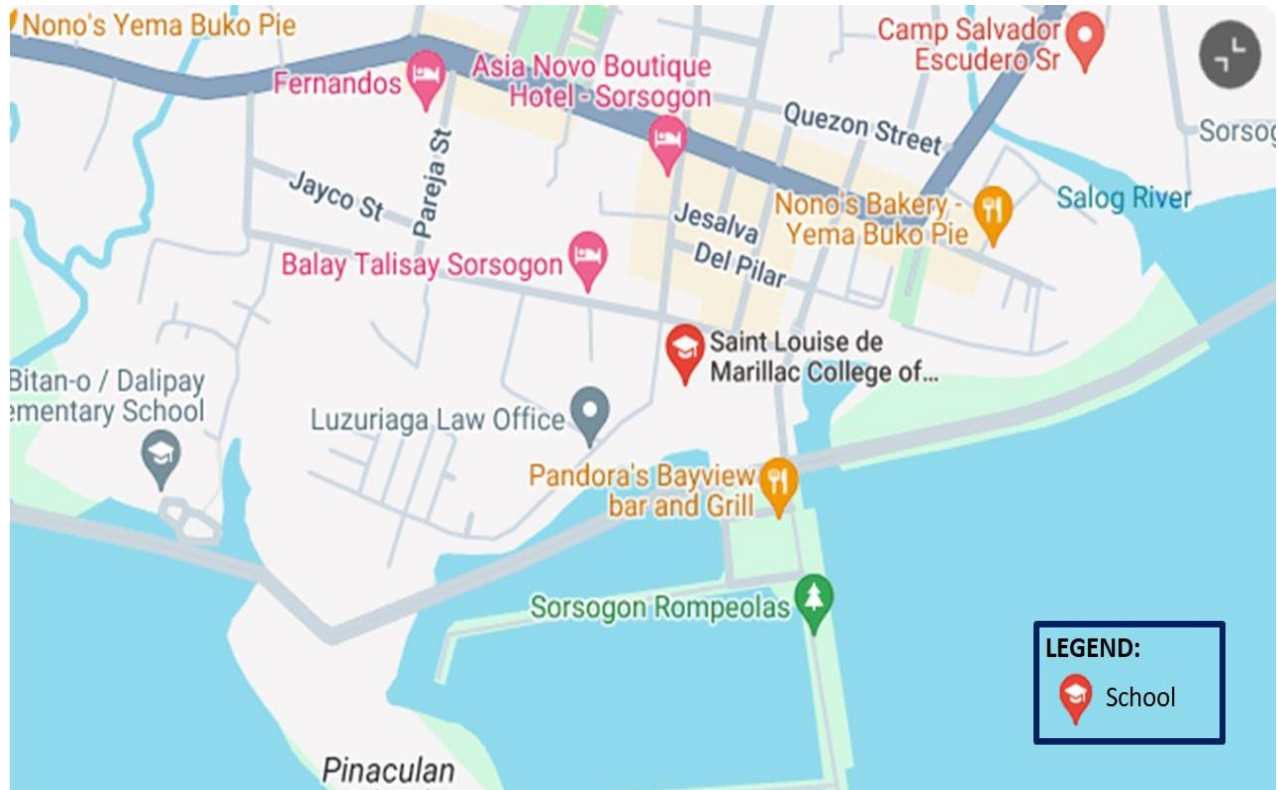 Nono's Yema Buko Pie
Camp Salvador
Escudero Sr
Fernandos
Asia Novo Boutique
Hotel - Sorsogon
Quezon Street
Sorsog
Jayco St
Pareja St
Jesalva
Nono's Bakery -
Yema Buko Pie
Salog River
Del Pilar
Balay Talisay Sorsogon
Saint Louise de
Marillac College of...
Bitan-o / Dalipay
ementary School
Luzuriaga Law Office
Pandora's Bayview
bar and Grill
Sorsogon Rompeolas
LEGEND:
School
Pinaculan